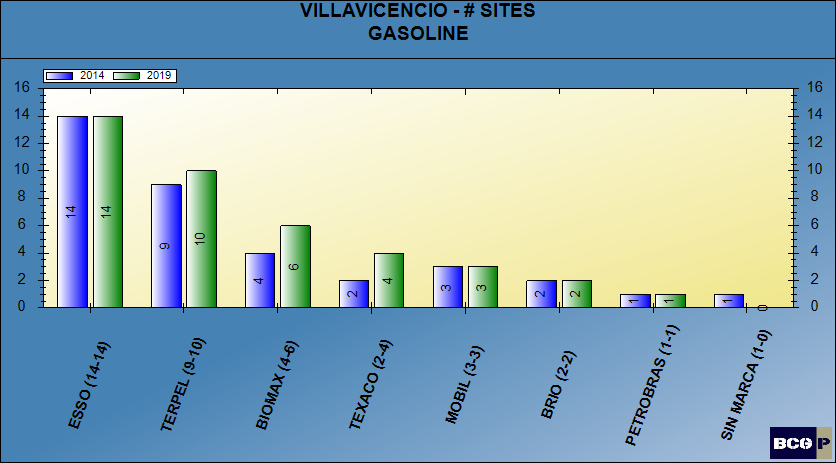 VILLAVICENCIO - # SITES
GASOLINE
2014 2019
16 16
14 14
12 12
10 10
8 8
6 6
4 4
2 2
0 0
14 14 9 10 4 6 2 4 3 3 2 2 1 1 1 0
ESSO (14-14)
TERPEL (9-10)
BIOMAX (4-6)
TEXACO (2-4)
MOBIL (3-3)
BRIO (2-2)
PETROBRAS (1-1)
SIN MARCA (1-0)
BCO P